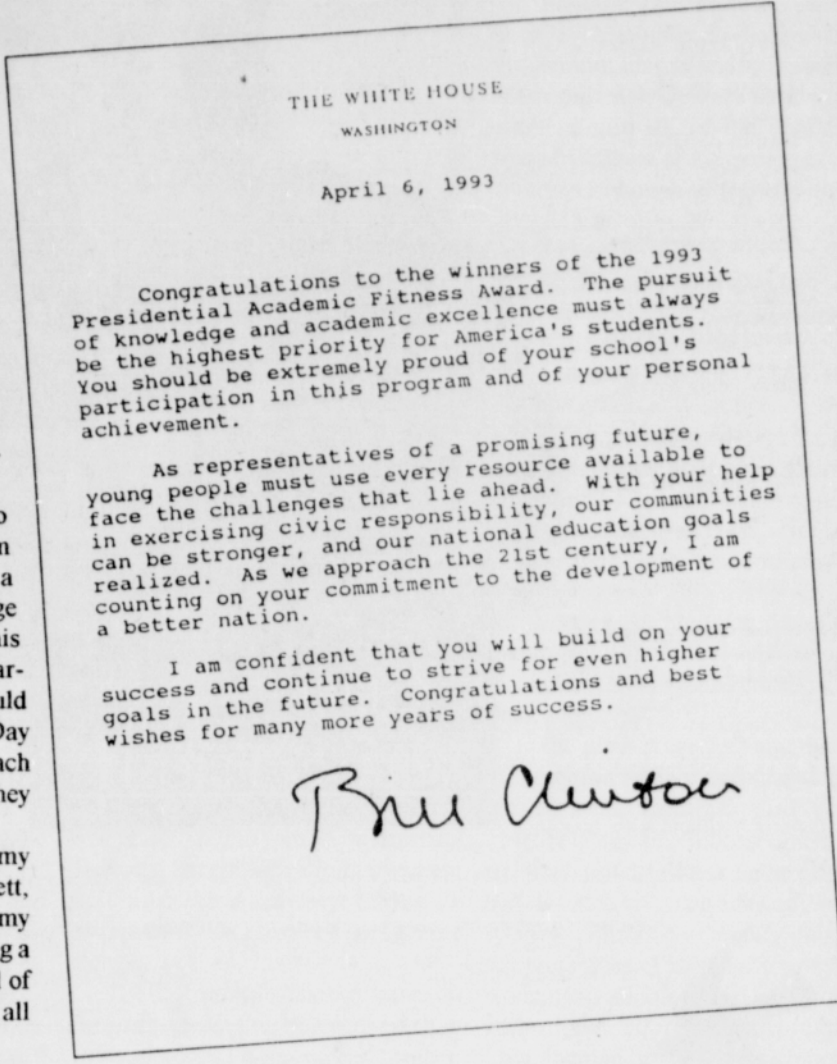 THE WHITE HOUSE
WASHINGTON
April 6, 1993
Congratulations to the winners of the 1993
Presidential Academic Fitness Award. The pursuit
of knowledge and academic excellence must always
be the highest priority for America's students.
You should be extremely proud of your school's
participation in this program and of your personal
achievement.
As representatives of a promising future,
young people must use every resource available to
face the challenges that lie ahead. With your help
in exercising civic responsibility, our communities
can be stronger, and our national education goals
realized. As we approach the 21st century, I am
counting on your commitment to the development of
a better nation.
I am confident that you will build on your
success and continue to strive for even higher
goals in the future. Congratulations and best
wishes for many more years of success.
Bill Clinton
my
my
a
of
all